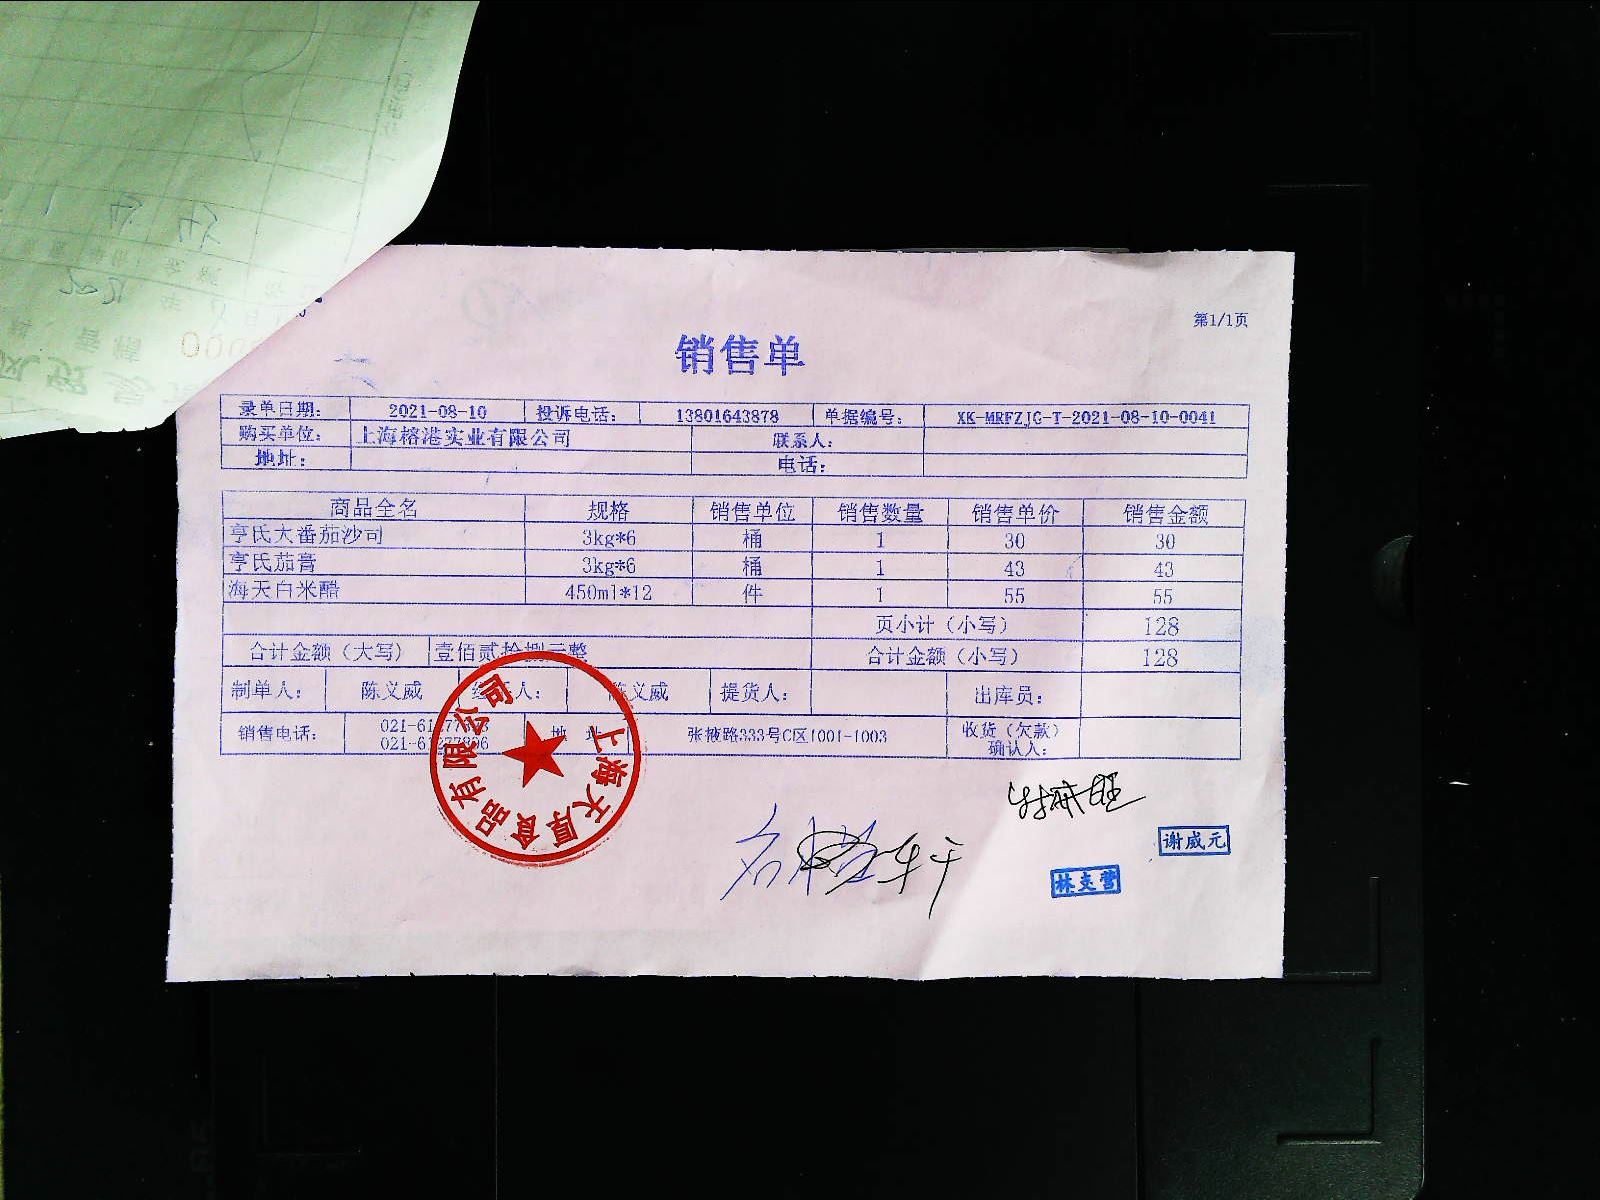 第1/1页
销售单
录单日期: 2021-08-10 投诉电话: 13801643878 单据编号: XK-MRFZJG-T-2021-08-10-0041
购买单位: 上海榕港实业有限公司 联系人:
地址: 电话:
商品全名 规格 销售单位 销售数量 销售单价 销售金额
亨氏大番茄沙司 3kg*6 桶 1 30 30
亨氏茄膏 3kg*6 桶 1 43 43
海天白米醋 450ml*12 件 1 55 55
页小计（小写） 128
合计金额（大写） 壹佰贰拾捌元整 合计金额（小写） 128
制单人: 陈义威 经手人: 陈义威 提货人: 出库员:
销售电话: 021-61277 地址 张掖路333号C区1001-1003 收货（欠款）
确认人:
上海天厚食品有限公司
谢威元